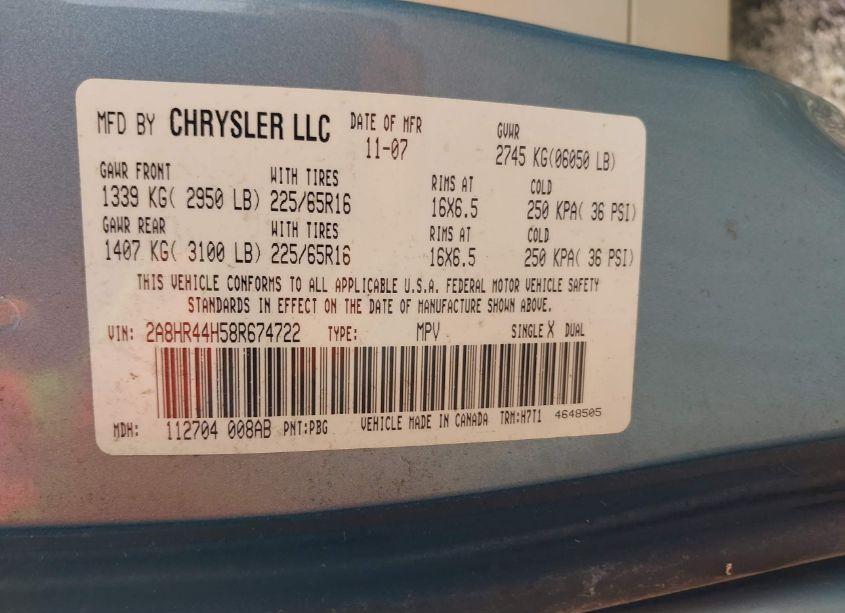 MFD BY CHRYSLER LLC DATE OF MFR 11-07 GVWR 2745 KG(06050 LB)
GAWR FRONT WITH TIRES RIMS AT COLD
1339 KG( 2950 LB) 225/65R16 16X6.5 250 KPA( 36 PSI)
GAWR REAR WITH TIRES RIMS AT COLD
1407 KG( 3100 LB) 225/65R16 16X6.5 250 KPA( 36 PSI)
THIS VEHICLE CONFORMS TO ALL APPLICABLE U.S.A. FEDERAL MOTOR VEHICLE SAFETY
STANDARDS IN EFFECT ON THE DATE OF MANUFACTURE SHOWN ABOVE.
VIN: 2A8HR44H58R674722 TYPE: MPV SINGLE X DUAL
MDH: 112704 008AB PNT:PBG VEHICLE MADE IN CANADA TRM:H7T1 4648505